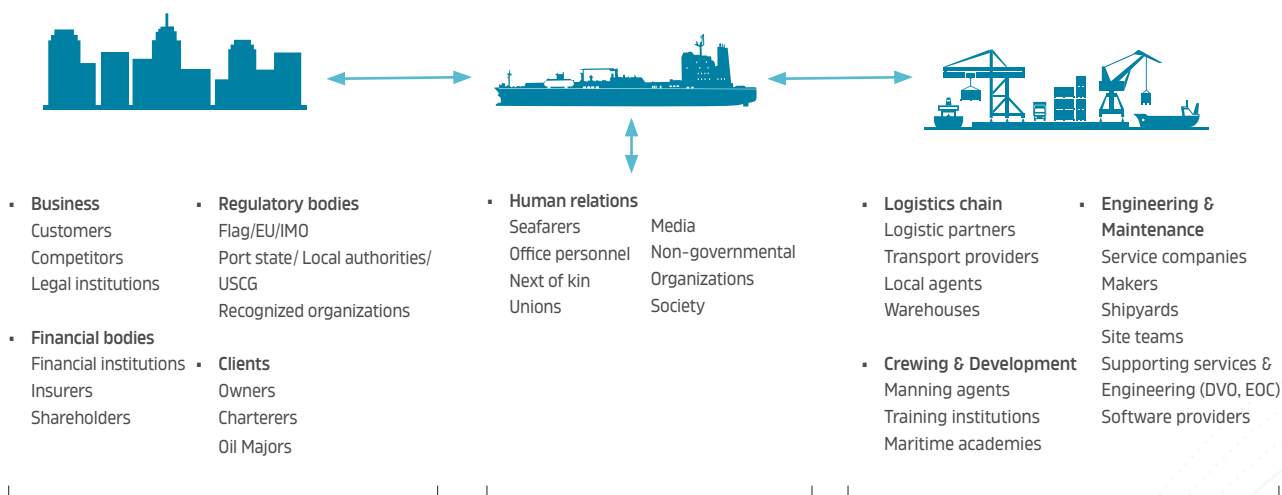 ▪ Business
Customers
Competitors
Legal institutions
▪ Financial bodies
Financial institutions
Insurers
Shareholders
▪ Regulatory bodies
Flag/EU/IMO
Port state/ Local authorities/
USCG
Recognized organizations
▪ Clients
Owners
Charterers
Oil Majors
▪ Human relations
Seafarers
Office personnel
Next of kin
Unions
Media
Non-governmental
Organizations
Society
▪ Logistics chain
Logistic partners
Transport providers
Local agents
Warehouses
▪ Crewing & Development
Manning agents
Training institutions
Maritime academies
▪ Engineering &
Maintenance
Service companies
Makers
Shipyards
Site teams
Supporting services &
Engineering (DVO, EOC)
Software providers